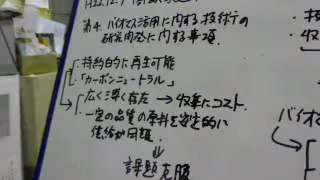 第4. バイオマス活用に関する技術の
研究開発に関する事項
・持続的に再生可能
・「カーボンニュートラル」
・広く薄く存在 → 収集にコスト
・一定の品質の原料を安定的に
供給が困難
⇓
課題克服
・収
バイオ